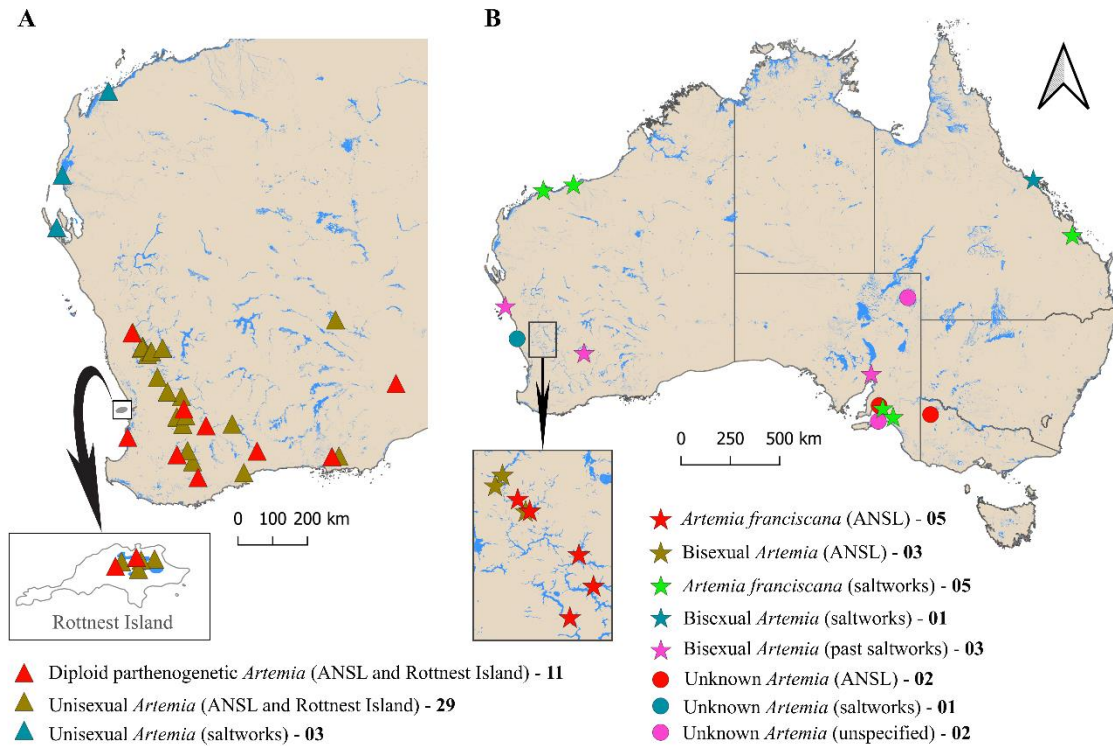 A
B
0 100 200 km
0 250 500 km
Rottnest Island
Diploid parthenogenetic Artemia (ANSL and Rottnest Island) - 11
Unisexual Artemia (ANSL and Rottnest Island) - 29
Unisexual Artemia (saltworks) - 03
Artemia franciscana (ANSL) - 05
Bisexual Artemia (ANSL) - 03
Artemia franciscana (saltworks) - 05
Bisexual Artemia (saltworks) - 01
Bisexual Artemia (past saltworks) - 03
Unknown Artemia (ANSL) - 02
Unknown Artemia (saltworks) - 01
Unknown Artemia (unspecified) - 02